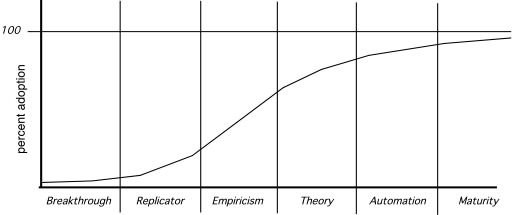 100
percent adoption
Breakthrough
Replicator
Empiricism
Theory
Automation
Maturity